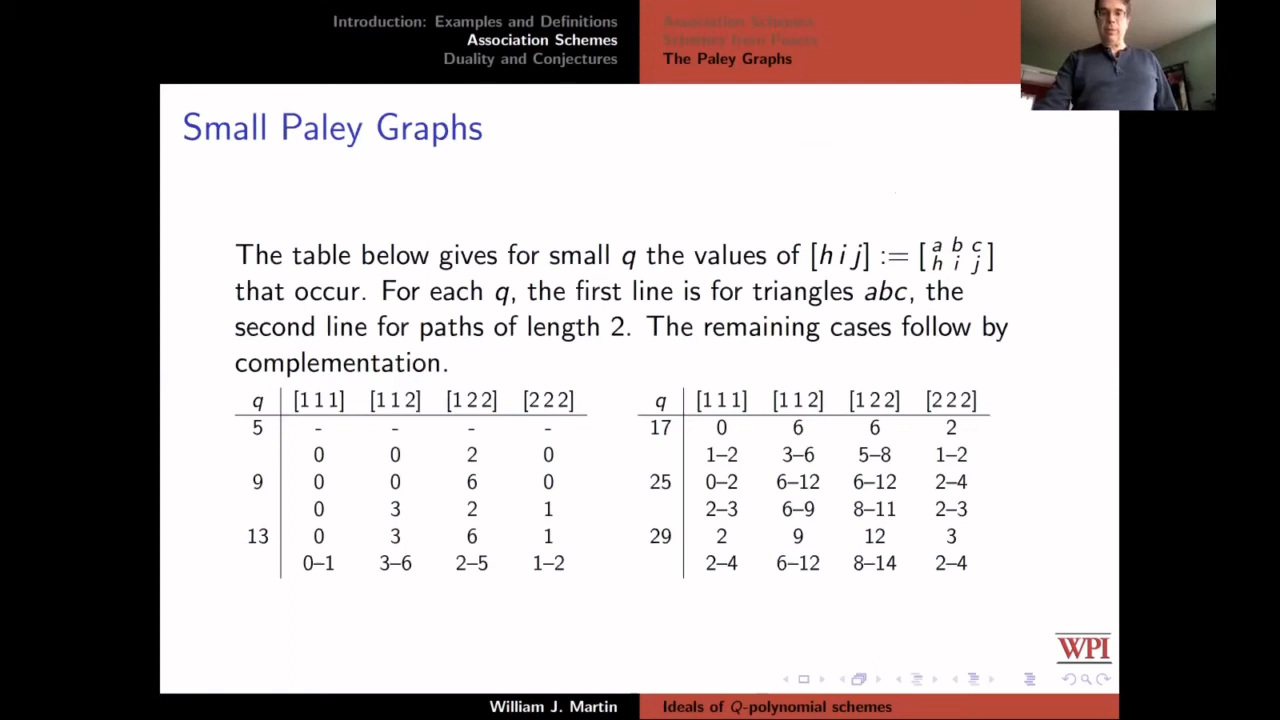 Introduction: Examples and Definitions
Association Schemes
Duality and Conjectures
Association Schemes
Schemes from Posets
The Paley Graphs
Small Paley Graphs
The table below gives for small q the values of [h i j] := [a b c
h i j]
that occur. For each q, the first line is for triangles abc, the
second line for paths of length 2. The remaining cases follow by
complementation.
q [1 1 1] [1 1 2] [1 2 2] [2 2 2]
5 - - - -
0 0 2 0
9 0 0 6 0
0 3 2 1
13 0 3 6 1
0–1 3–6 2–5 1–2
q [1 1 1] [1 1 2] [1 2 2] [2 2 2]
17 0 6 6 2
1–2 3–6 5–8 1–2
25 0–2 6–12 6–12 2–4
2–3 6–9 8–11 2–3
29 2 9 12 3
2–4 6–12 8–14 2–4
WPI
William J. Martin
Ideals of Q-polynomial schemes